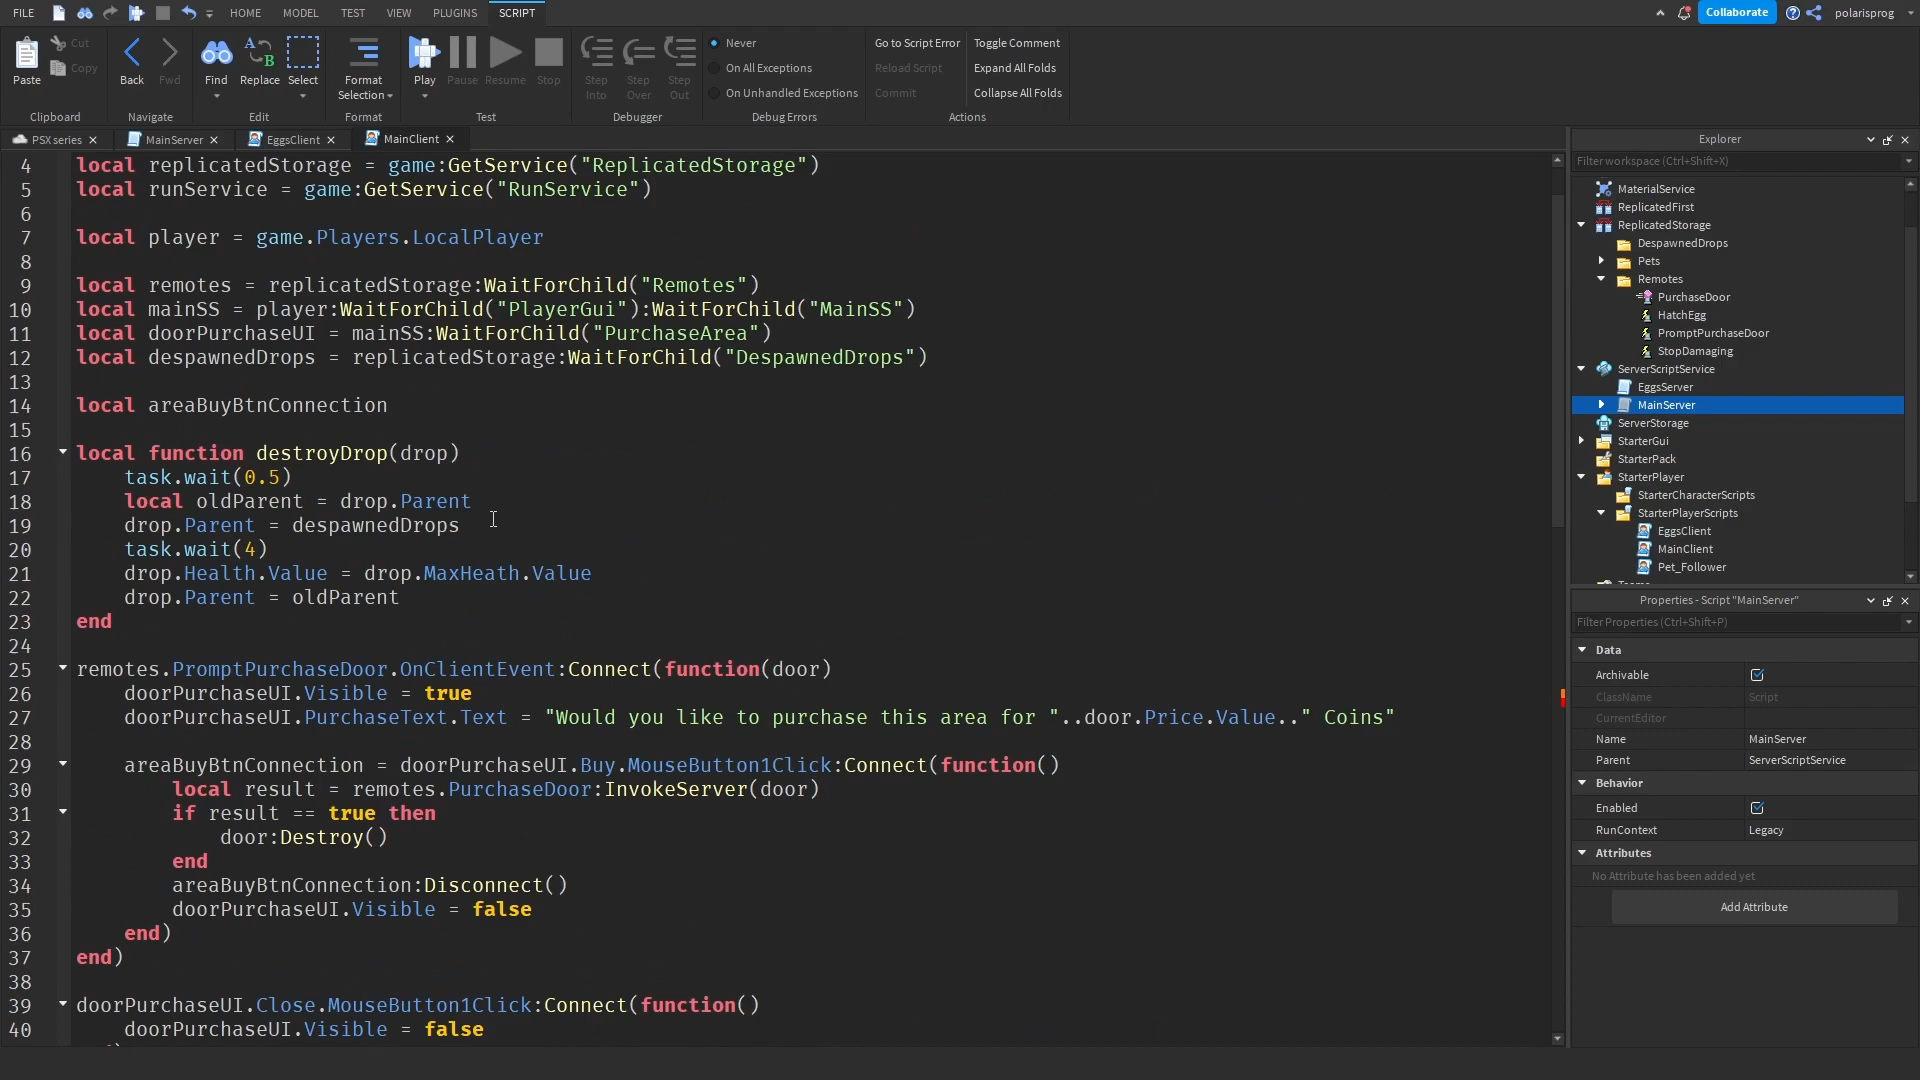 FILE HOME MODEL TEST VIEW PLUGINS SCRIPT Collaborate polarisprog
Paste Cut Copy
Back Fwd
Find Replace Select
Format Selection
Play Pause Resume Stop
Step Into Step Over Step Out
Never
On All Exceptions
On Unhandled Exceptions
Go to Script Error
Reload Script
Commit
Toggle Comment
Expand All Folds
Collapse All Folds
Clipboard Navigate Edit Format Test Debugger Debug Errors Actions
PSX series MainServer EggsClient MainClient
4 local replicatedStorage = game:GetService("ReplicatedStorage")
5 local runService = game:GetService("RunService")
6
7 local player = game.Players.LocalPlayer
8
9 local remotes = replicatedStorage:WaitForChild("Remotes")
10 local mainSS = player:WaitForChild("PlayerGui"):WaitForChild("MainSS")
11 local doorPurchaseUI = mainSS:WaitForChild("PurchaseArea")
12 local despawnedDrops = replicatedStorage:WaitForChild("DespawnedDrops")
13
14 local areaBuyBtnConnection
15
16 local function destroyDrop(drop)
17 task.wait(0.5)
18 local oldParent = drop.Parent
19 drop.Parent = despawnedDrops
20 task.wait(4)
21 drop.Health.Value = drop.MaxHeath.Value
22 drop.Parent = oldParent
23 end
24
25 remotes.PromptPurchaseDoor.OnClientEvent:Connect(function(door)
26 doorPurchaseUI.Visible = true
27 doorPurchaseUI.PurchaseText.Text = "Would you like to purchase this area for "..door.Price.Value.." Coins"
28
29 areaBuyBtnConnection = doorPurchaseUI.Buy.MouseButton1Click:Connect(function()
30 local result = remotes.PurchaseDoor:InvokeServer(door)
31 if result == true then
32 door:Destroy()
33 end
34 areaBuyBtnConnection:Disconnect()
35 doorPurchaseUI.Visible = false
36 end)
37 end)
38
39 doorPurchaseUI.Close.MouseButton1Click:Connect(function()
40 doorPurchaseUI.Visible = false
Explorer
Filter workspace (Ctrl+Shift+X)
MaterialService
ReplicatedFirst
ReplicatedStorage
DespawnedDrops
Pets
Remotes
PurchaseDoor
HatchEgg
PromptPurchaseDoor
StopDamaging
ServerScriptService
EggsServer
MainServer
ServerStorage
StarterGui
StarterPack
StarterPlayer
StarterCharacterScripts
StarterPlayerScripts
EggsClient
MainClient
Pet_Follower
Properties - Script "MainServer"
Filter Properties (Ctrl+Shift+P)
Data
Archivable
ClassName Script
CurrentEditor
Name MainServer
Parent ServerScriptService
Behavior
Enabled
RunContext Legacy
Attributes
No Attribute has been added yet
Add Attribute